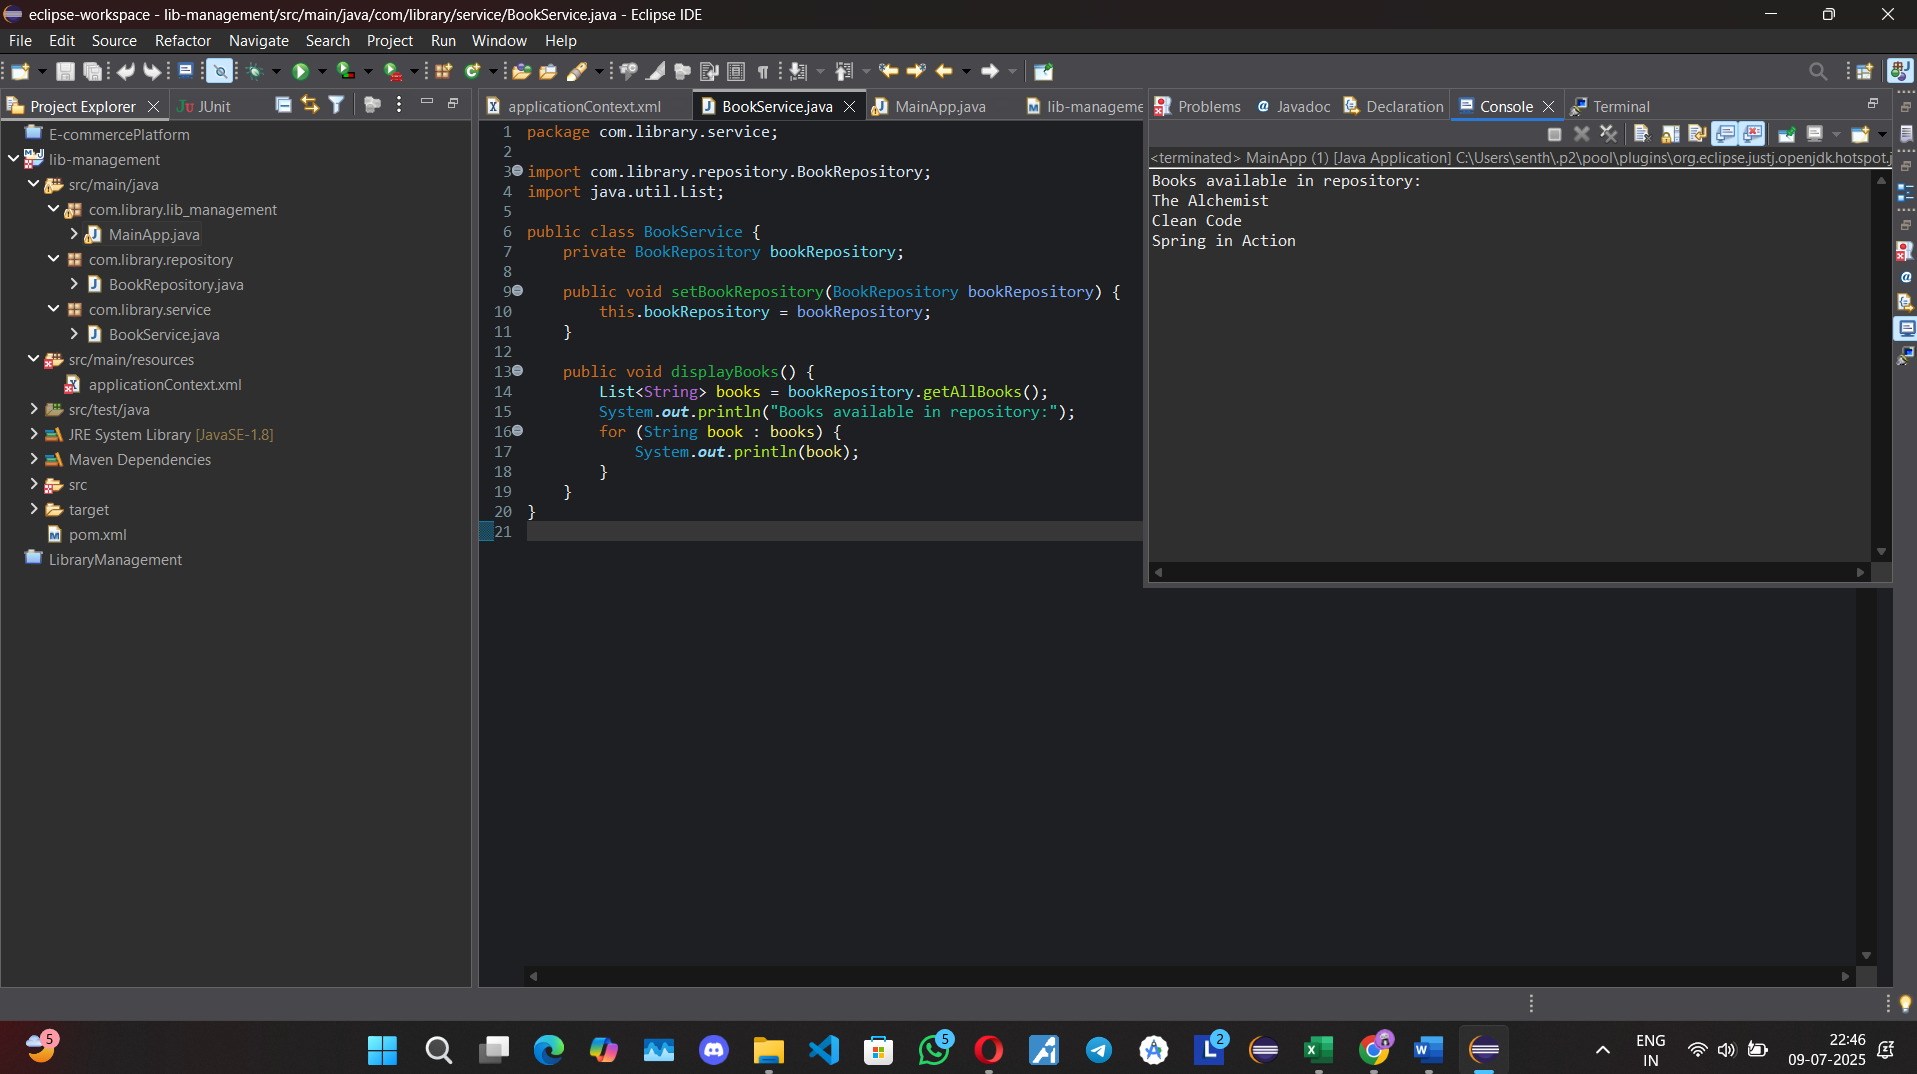 eclipse-workspace - lib-management/src/main/java/com/library/service/BookService.java - Eclipse IDE
File Edit Source Refactor Navigate Search Project Run Window Help
Project Explorer
JUnit
E-commercePlatform
lib-management
src/main/java
com.library.lib_management
MainApp.java
com.library.repository
BookRepository.java
com.library.service
BookService.java
src/main/resources
applicationContext.xml
src/test/java
JRE System Library [JavaSE-1.8]
Maven Dependencies
src
target
pom.xml
LibraryManagement
applicationContext.xml BookService.java MainApp.java lib-manageme
1 package com.library.service;
2
3 import com.library.repository.BookRepository;
4 import java.util.List;
5
6 public class BookService {
7 private BookRepository bookRepository;
8
9 public void setBookRepository(BookRepository bookRepository) {
10 this.bookRepository = bookRepository;
11 }
12
13 public void displayBooks() {
14 List<String> books = bookRepository.getAllBooks();
15 System.out.println("Books available in repository:");
16 for (String book : books) {
17 System.out.println(book);
18 }
19 }
20 }
21
Problems Javadoc Declaration Console Terminal
<terminated> MainApp (1) [Java Application] C:\Users\senth\.p2\pool\plugins\org.eclipse.justj.openjdk.hotspot.j
Books available in repository:
The Alchemist
Clean Code
Spring in Action
5
5
2
ENG
IN
22:46
09-07-2025